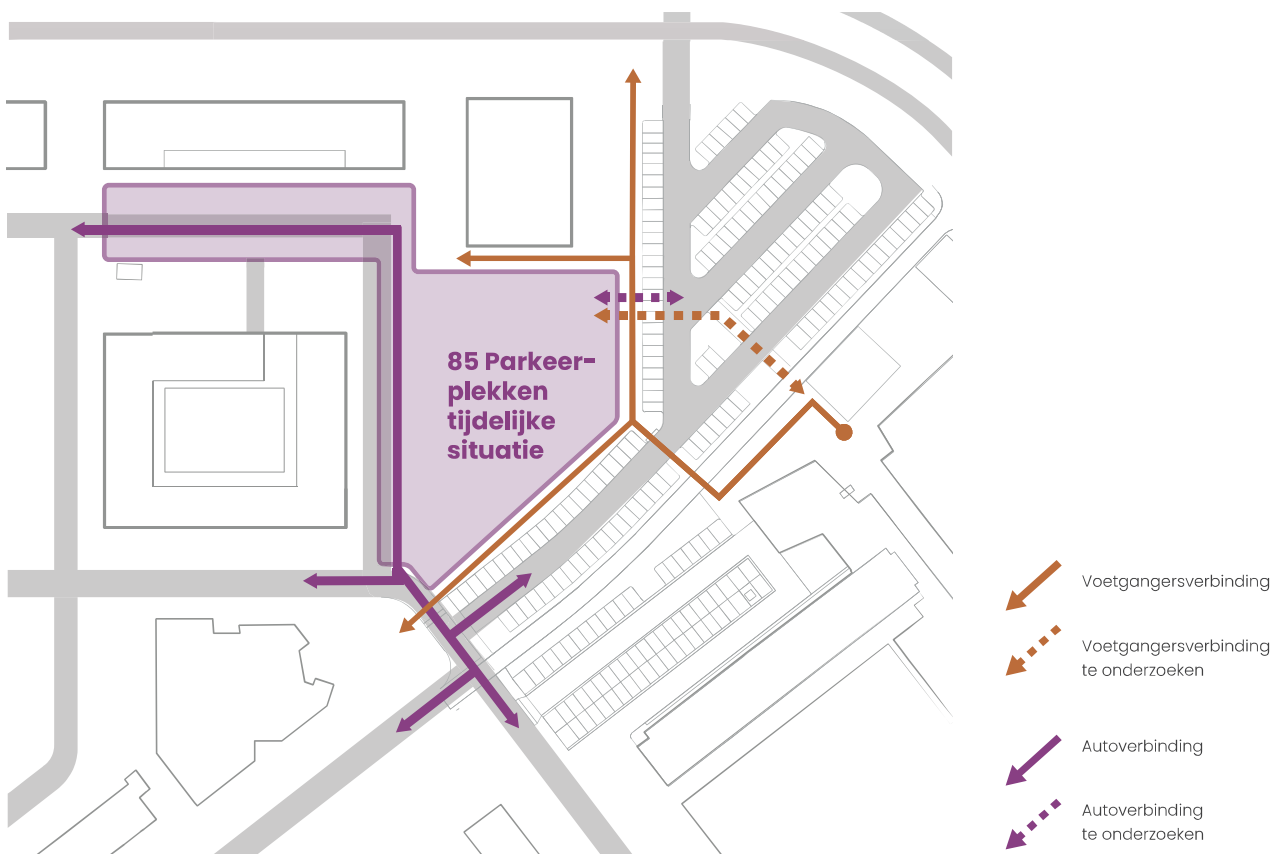 85 Parkeer-
plekken
tijdelijke
situatie
Voetgangersverbinding
Voetgangersverbinding
te onderzoeken
Autoverbinding
Autoverbinding
te onderzoeken